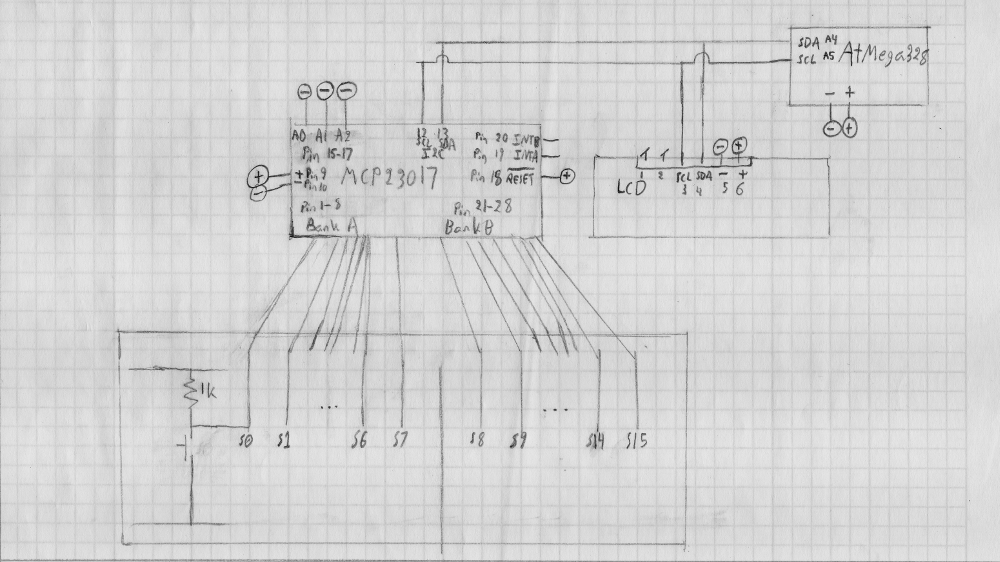 SDA A4
SCL A5
AtMega328
- +
A0 A1 A2
Pin 15-17
12 13
SCL SDA
I2C
Pin 20 INTB
Pin 19 INTA
Pin 18 RESET
+ Pin 9
- Pin 10
MCP23017
Pin 1-8
Bank A
Pin 21-28
Bank B
SCL SDA - +
1 2 3 4 5 6
LCD
1k
...
...
S0 S1 S6 S7 S8 S9 S14 S15